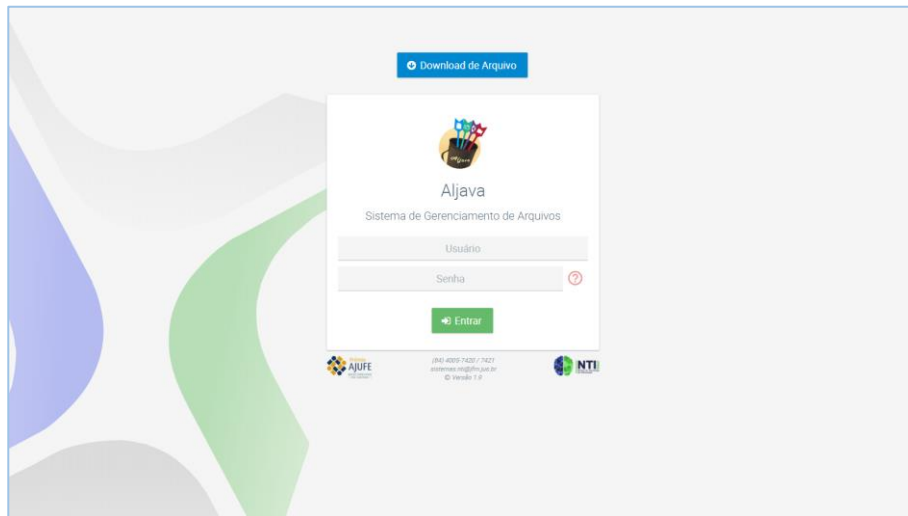 Download de Arquivo
Aljava
Sistema de Gerenciamento de Arquivos
Usuário
Senha
?
Entrar
AJUFE
(84) 4005-7420 / 7421
sistemas.nti@jfrn.jus.br
© Versão 1.9
NTI